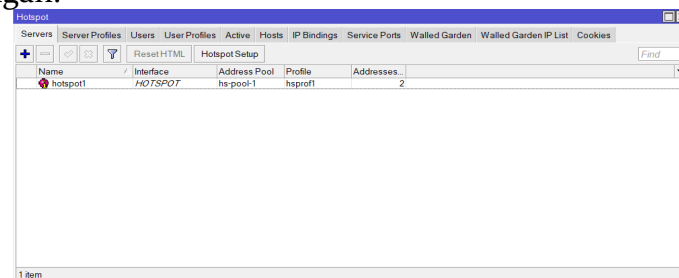 Hotspot
Servers Server Profiles Users User Profiles Active Hosts IP Bindings Service Ports Walled Garden Walled Garden IP List Cookies
Reset HTML Hotspot Setup Find
Name Interface Address Pool Profile Addresses...
hotspot1 HOTSPOT hs-pool-1 hsprof1 2
1 item